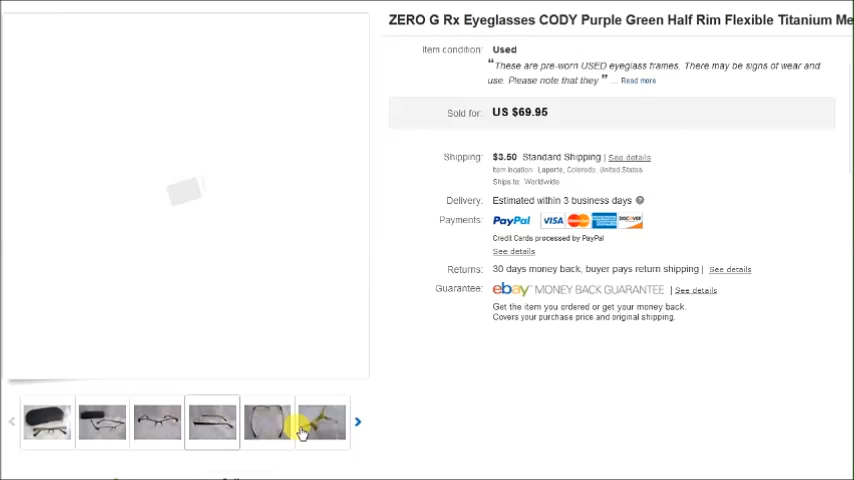 ZERO G Rx Eyeglasses CODY Purple Green Half Rim Flexible Titanium Me
Item condition: Used
“These are pre-worn USED eyeglass frames. There may be signs of wear and
use. Please note that they ” ... Read more
Sold for: US $69.95
Shipping: $3.50 Standard Shipping | See details
Item location: Laporte, Colorado, United States
Ships to: Worldwide
Delivery: Estimated within 3 business days ?
Payments: PayPal VISA MasterCard AMERICAN EXPRESS DISCOVER
Credit Cards processed by PayPal
See details
Returns: 30 days money back, buyer pays return shipping | See details
Guarantee: ebay MONEY BACK GUARANTEE | See details
Get the item you ordered or get your money back.
Covers your purchase price and original shipping.